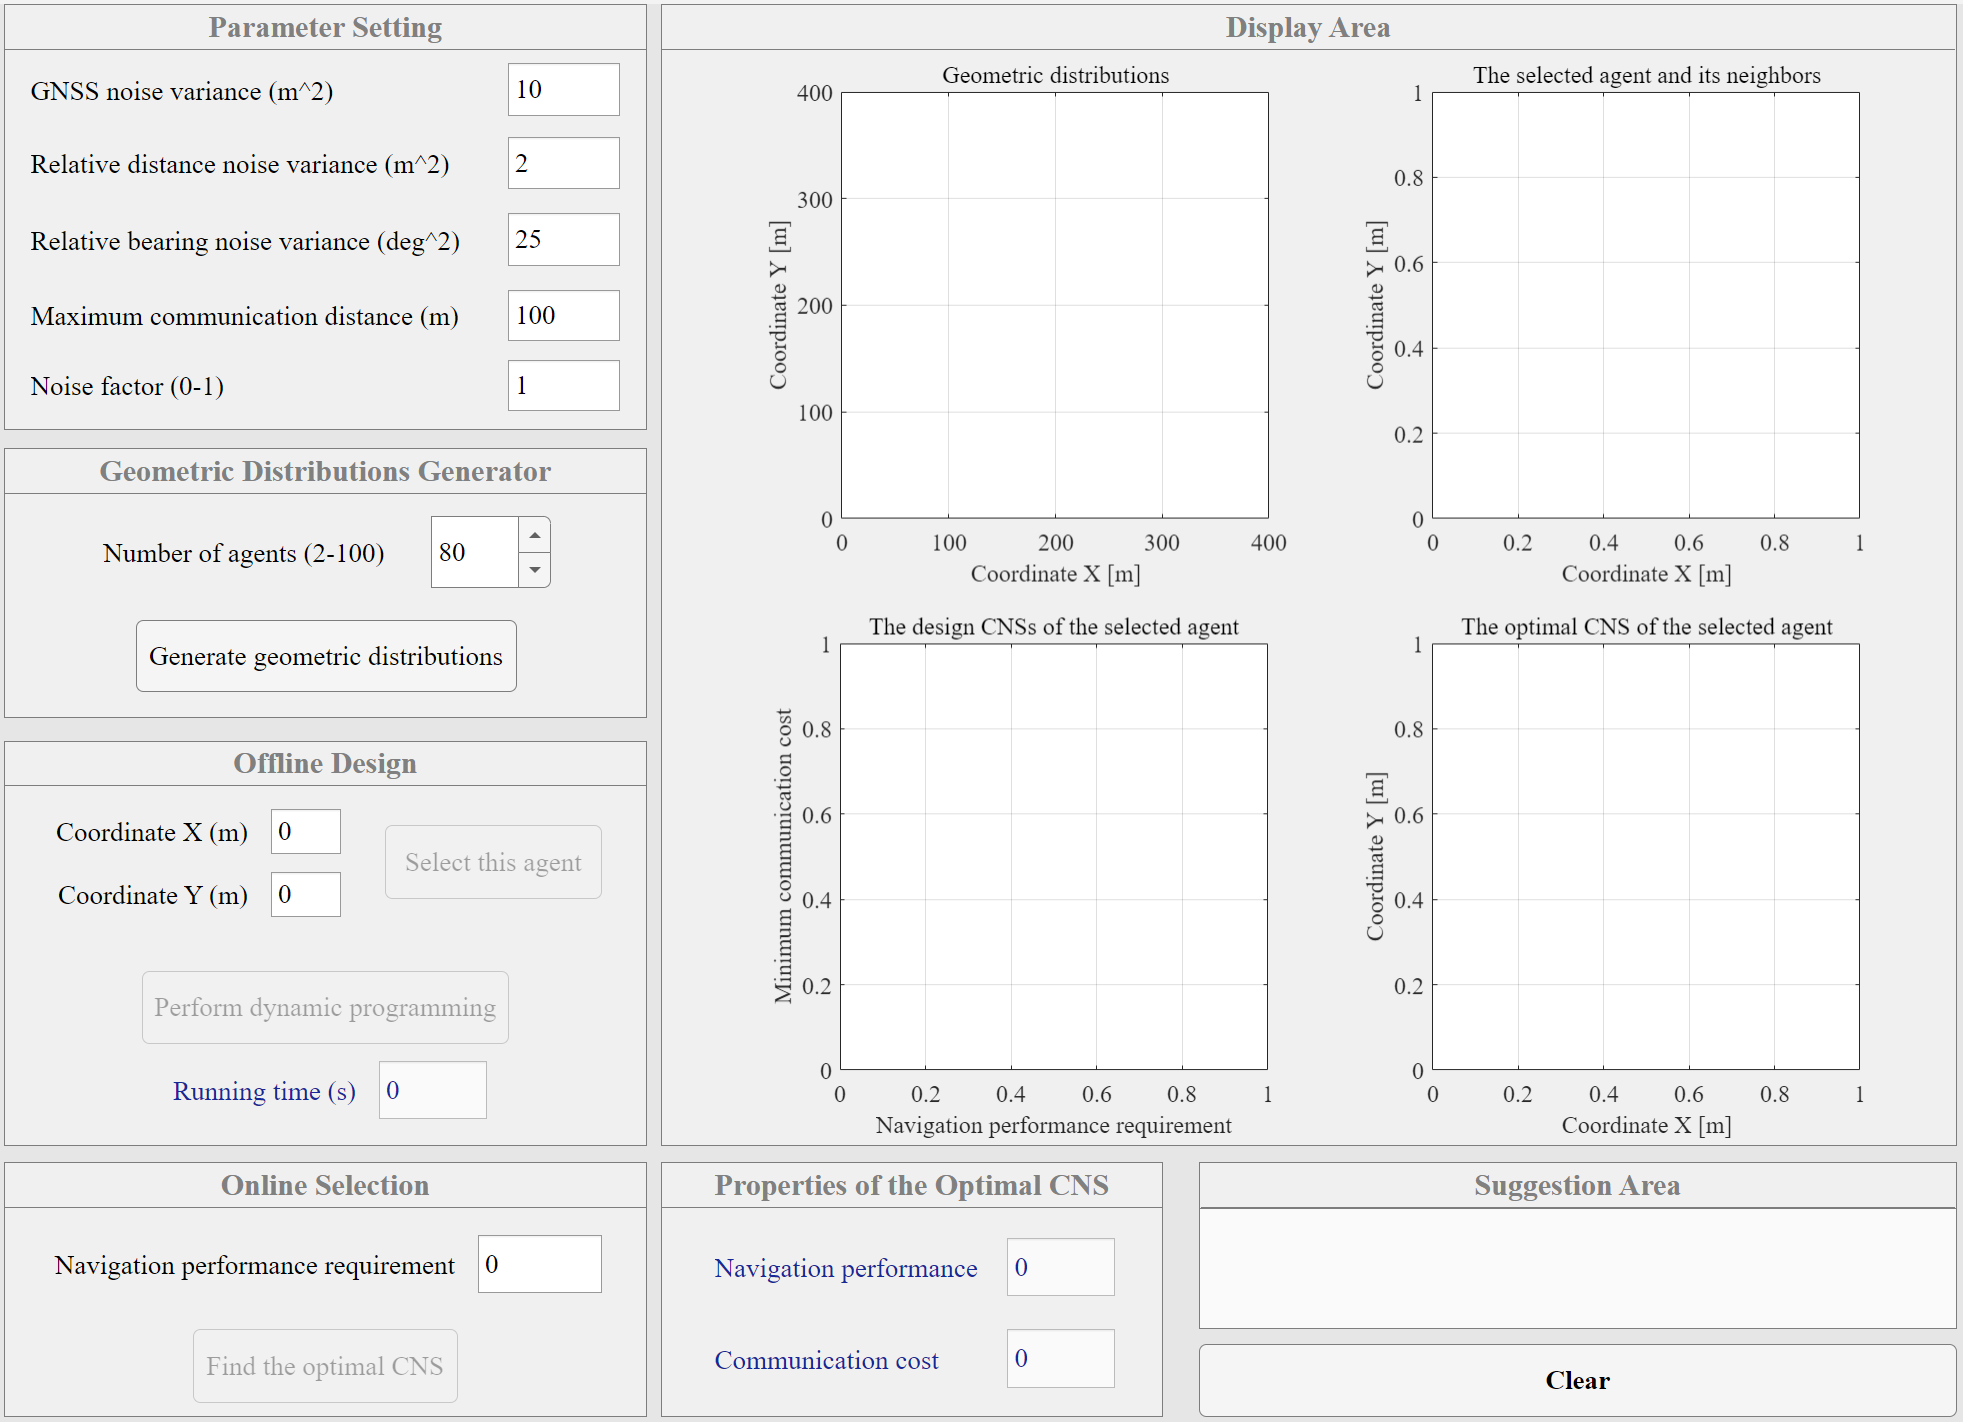 Parameter Setting
GNSS noise variance (m^2)
10
Relative distance noise variance (m^2)
2
Relative bearing noise variance (deg^2)
25
Maximum communication distance (m)
100
Noise factor (0-1)
1
Geometric Distributions Generator
Number of agents (2-100)
80
Generate geometric distributions
Offline Design
Coordinate X (m)
0
Coordinate Y (m)
0
Select this agent
Perform dynamic programming
Running time (s)
0
Online Selection
Navigation performance requirement
0
Find the optimal CNS
Display Area
Geometric distributions
400
300
200
100
0
Coordinate Y [m]
0 100 200 300 400
Coordinate X [m]
The selected agent and its neighbors
1
0.8
0.6
0.4
0.2
0
Coordinate Y [m]
0 0.2 0.4 0.6 0.8 1
Coordinate X [m]
The design CNSs of the selected agent
1
0.8
0.6
0.4
0.2
0
Minimum communication cost
0 0.2 0.4 0.6 0.8 1
Navigation performance requirement
The optimal CNS of the selected agent
1
0.8
0.6
0.4
0.2
0
Coordinate Y [m]
0 0.2 0.4 0.6 0.8 1
Coordinate X [m]
Properties of the Optimal CNS
Navigation performance
0
Communication cost
0
Suggestion Area
Clear